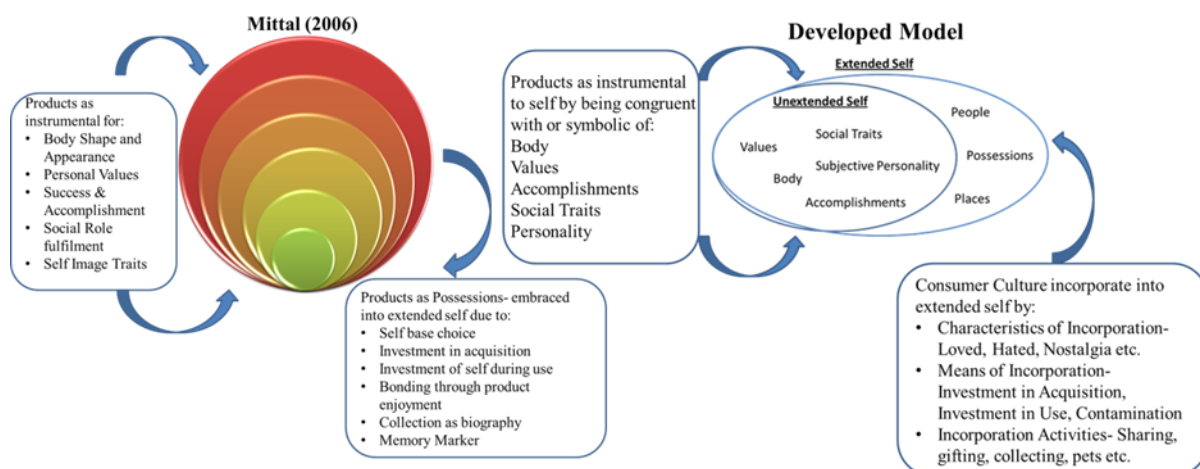 Mittal (2006)
Products as
instrumental for:
• Body Shape and
Appearance
• Personal Values
• Success &
Accomplishment
• Social Role
fulfilment
• Self Image Traits
Products as Possessions- embraced
into extended self due to:
• Self base choice
• Investment in acquisition
• Investment of self during use
• Bonding through product
enjoyment
• Collection as biography
• Memory Marker
Developed Model
Products as instrumental
to self by being congruent
with or symbolic of:
Body
Values
Accomplishments
Social Traits
Personality
Extended Self
Unextended Self
People
Social Traits
Values
Possessions
Subjective Personality
Body
Places
Accomplishments
Consumer Culture incorporate into
extended self by:
• Characteristics of Incorporation-
Loved, Hated, Nostalgia etc.
• Means of Incorporation-
Investment in Acquisition,
Investment in Use, Contamination
• Incorporation Activities- Sharing,
gifting, collecting, pets etc.